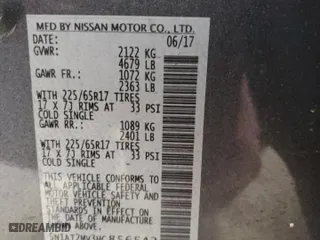 MFD BY NISSAN MOTOR CO., LTD.
DATE: 06/17
GVWR: 2122 KG
4679 LB
GAWR FR.: 1072 KG
2363 LB
WITH 225/65R17 TIRES
17 X 7J RIMS AT 33 PSI
COLD SINGLE
GAWR RR.: 1089 KG
2401 LB
WITH 225/65R17 TIRES
17 X 7J RIMS AT 33 PSI
COLD SINGLE
THIS VEHICLE CONFORMS TO ALL
APPLICABLE FEDERAL MOTOR
VEHICLE SAFETY AND THEFT
PREVENTION STANDARDS IN
EFFECT ON THE DATE OF
MANUFACTURE SHOWN ABOVE.
DEALERSHIP.COM